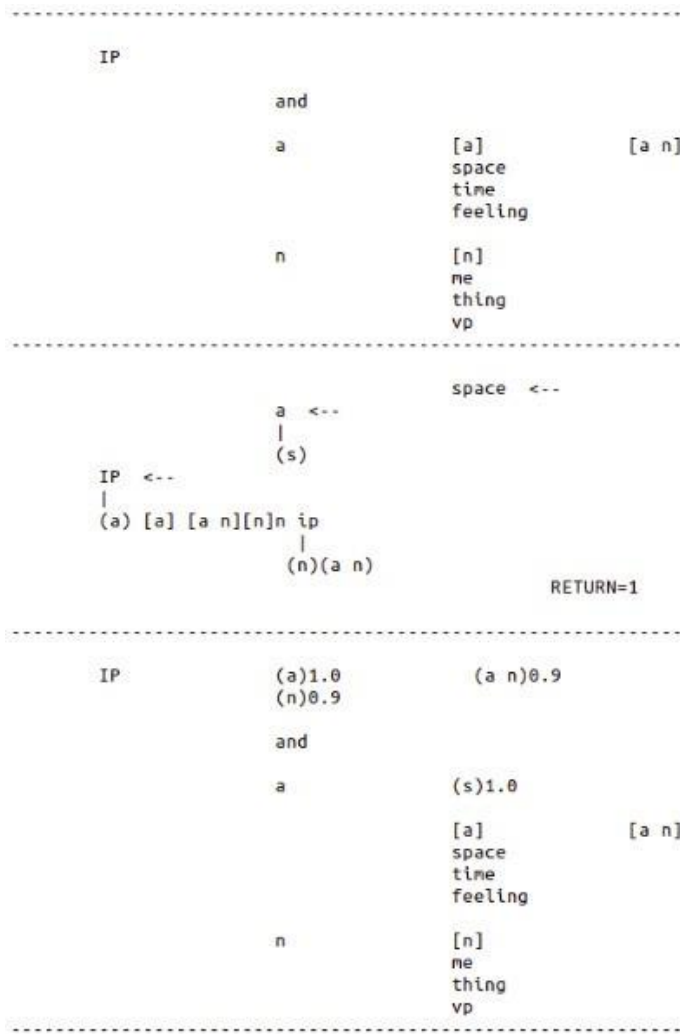 IP
and
a [a] [a n]
space
time
feeling
n [n]
me
thing
vp
space <--
a <--
|
(s)
IP <--
|
(a) [a] [a n][n]n ip
|
(n)(a n)
RETURN=1
IP (a)1.0 (a n)0.9
(n)0.9
and
a (s)1.0
[a] [a n]
space
time
feeling
n [n]
me
thing
vp